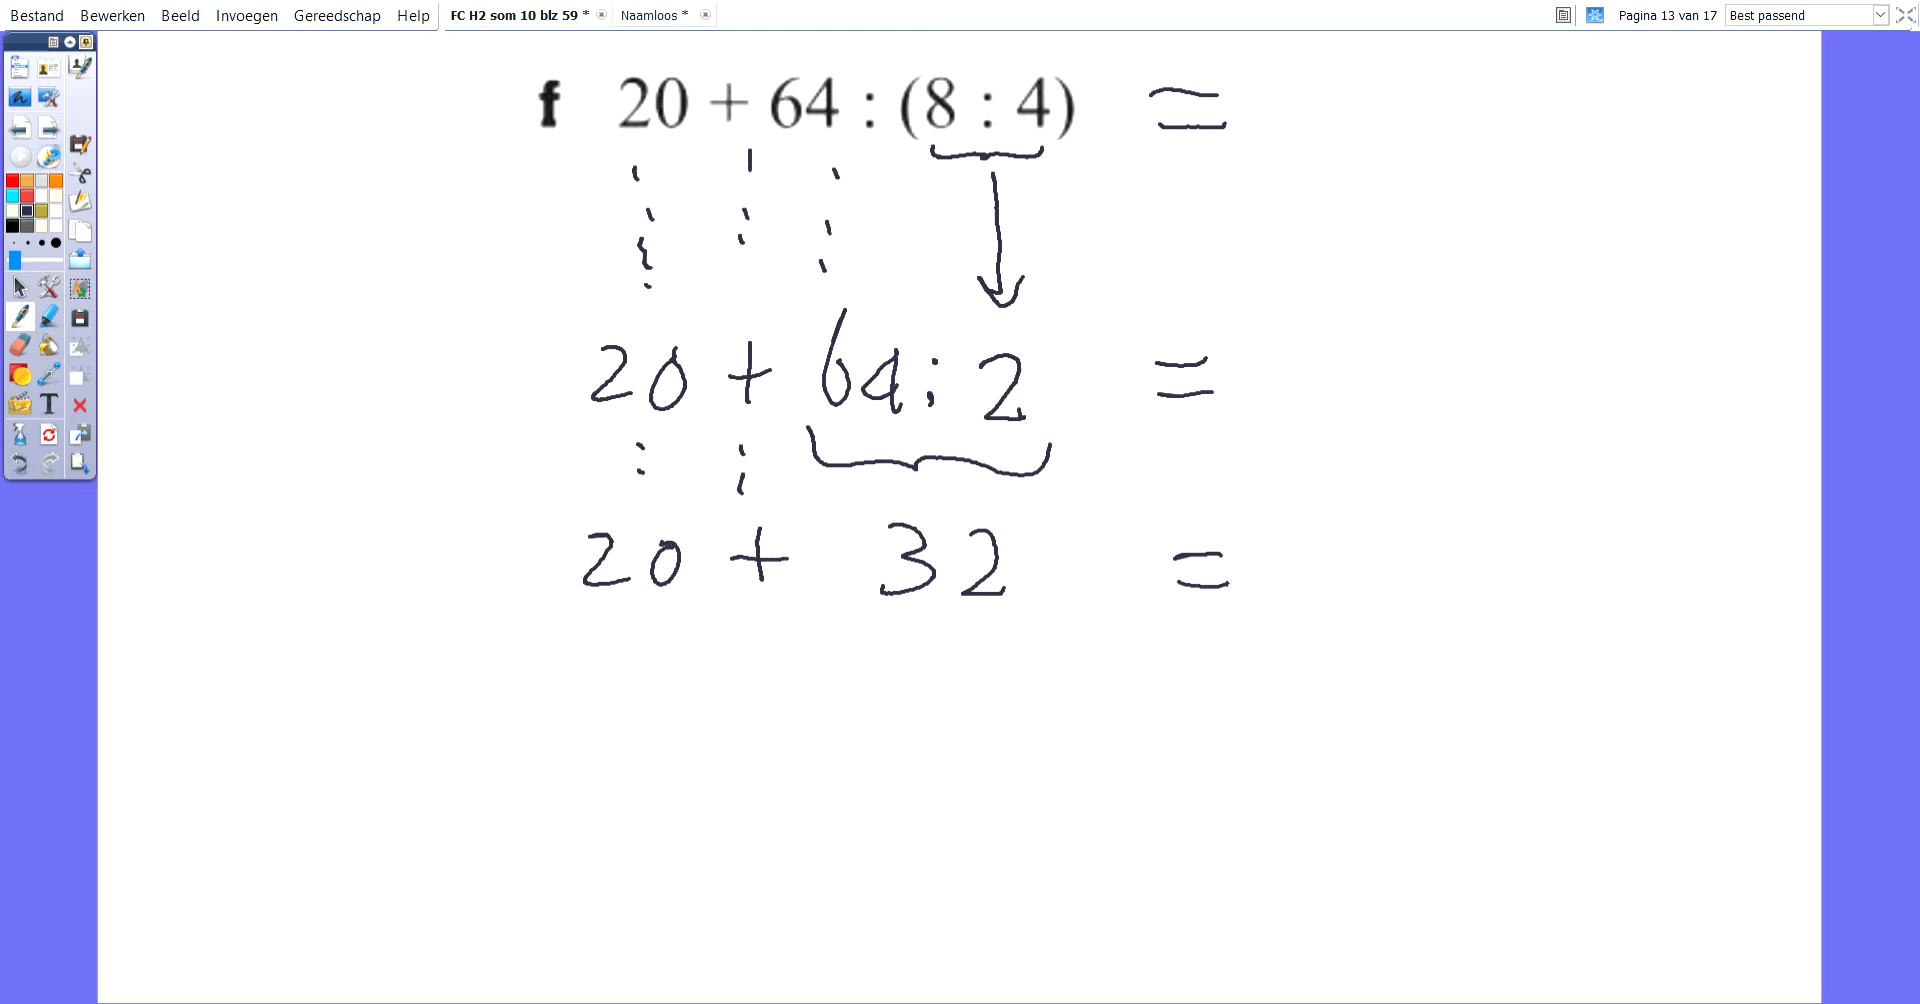 Bestand Bewerken Beeld Invoegen Gereedschap Help FC H2 som 10 blz 59 * Naamloos * Pagina 13 van 17 Best passend
f 20 + 64 : (8 : 4) =
20 + 64 : 2 =
20 + 32 =